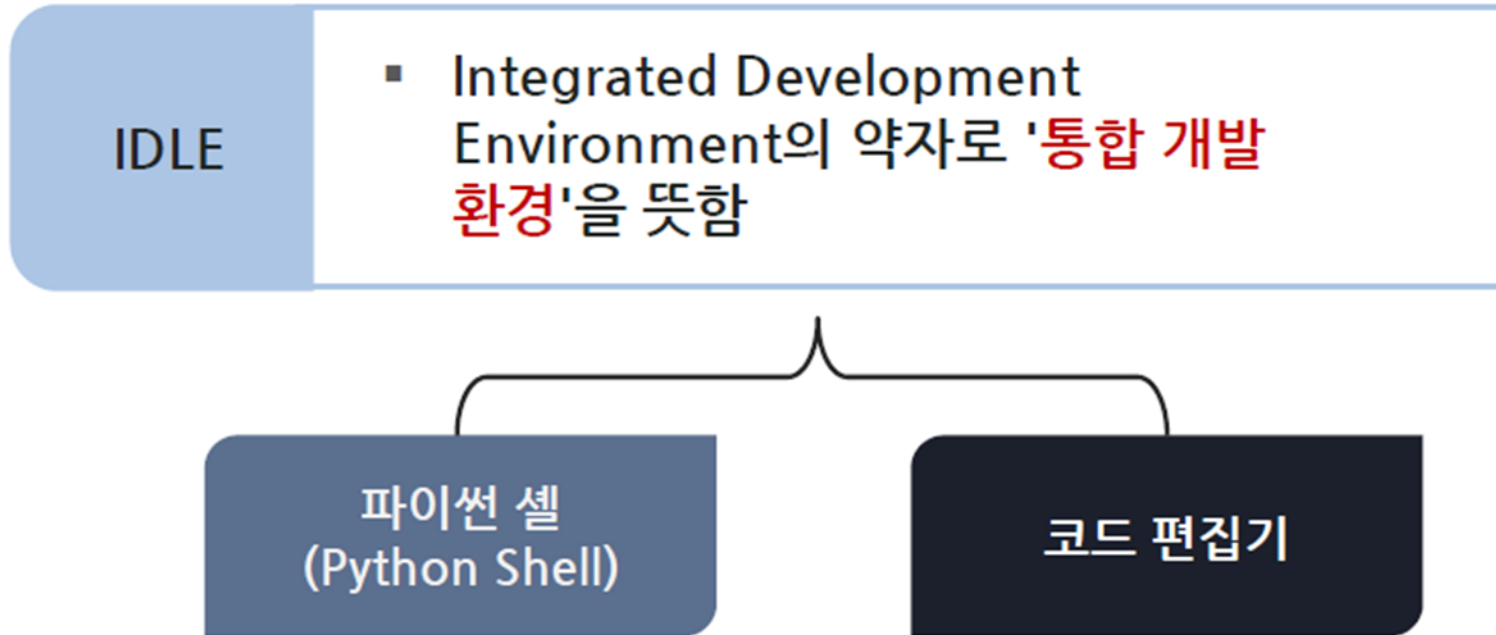 IDLE
▪ Integrated Development
Environment의 약자로 '통합 개발
환경'을 뜻함
파이썬 셸
(Python Shell)
코드 편집기